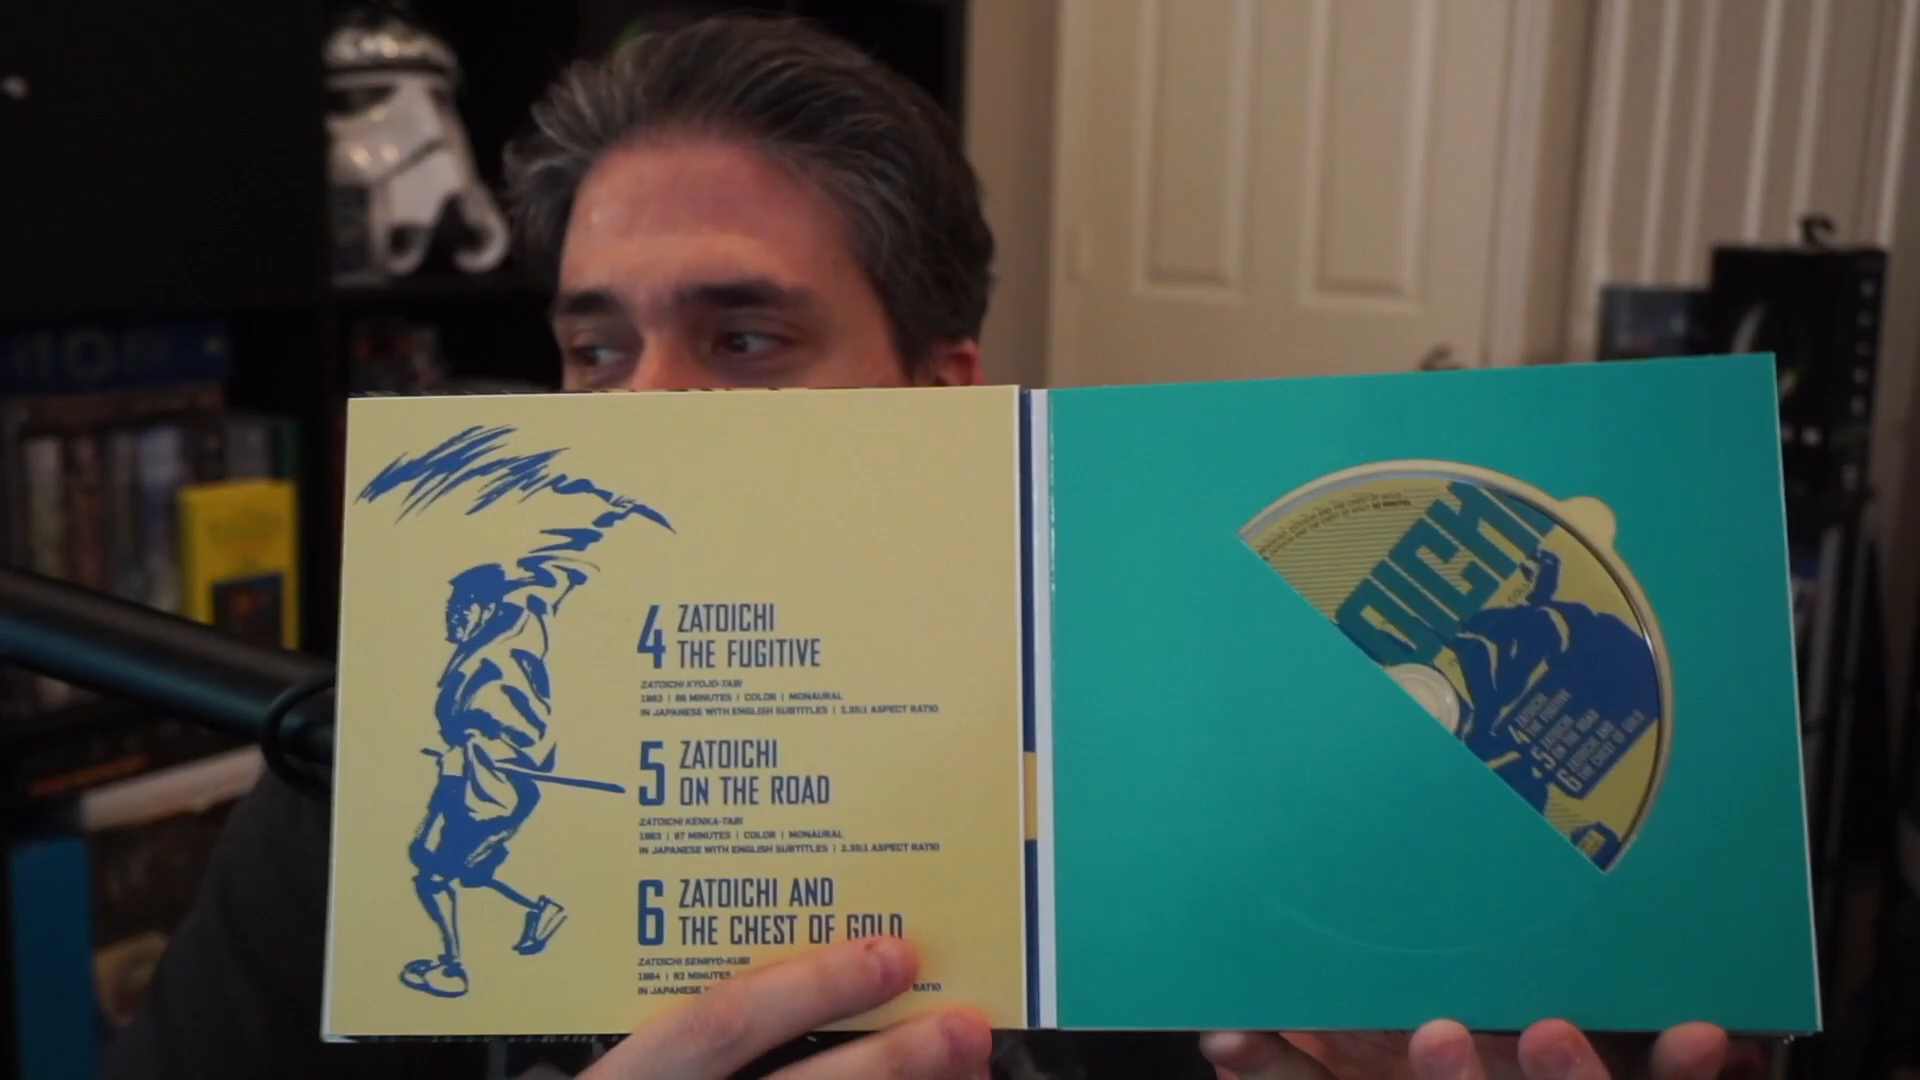 4 ZATOICHI
THE FUGITIVE
ZATOICHI KYOJO-TABI
1963 | 86 MINUTES | COLOR | MONAURAL
IN JAPANESE WITH ENGLISH SUBTITLES | 2.35:1 ASPECT RATIO
5 ZATOICHI
ON THE ROAD
ZATOICHI KENKA-TABI
1963 | 87 MINUTES | COLOR | MONAURAL
IN JAPANESE WITH ENGLISH SUBTITLES | 2.35:1 ASPECT RATIO
6 ZATOICHI AND
THE CHEST OF GOLD
ZATOICHI SENRYO-KUBI
1964 | 83 MINUTES
IN JAPANESE
RATIO
OICHI
4 ZATOICHI
THE FUGITIVE
5 ZATOICHI
ON THE ROAD
6 ZATOICHI AND
THE CHEST OF GOLD